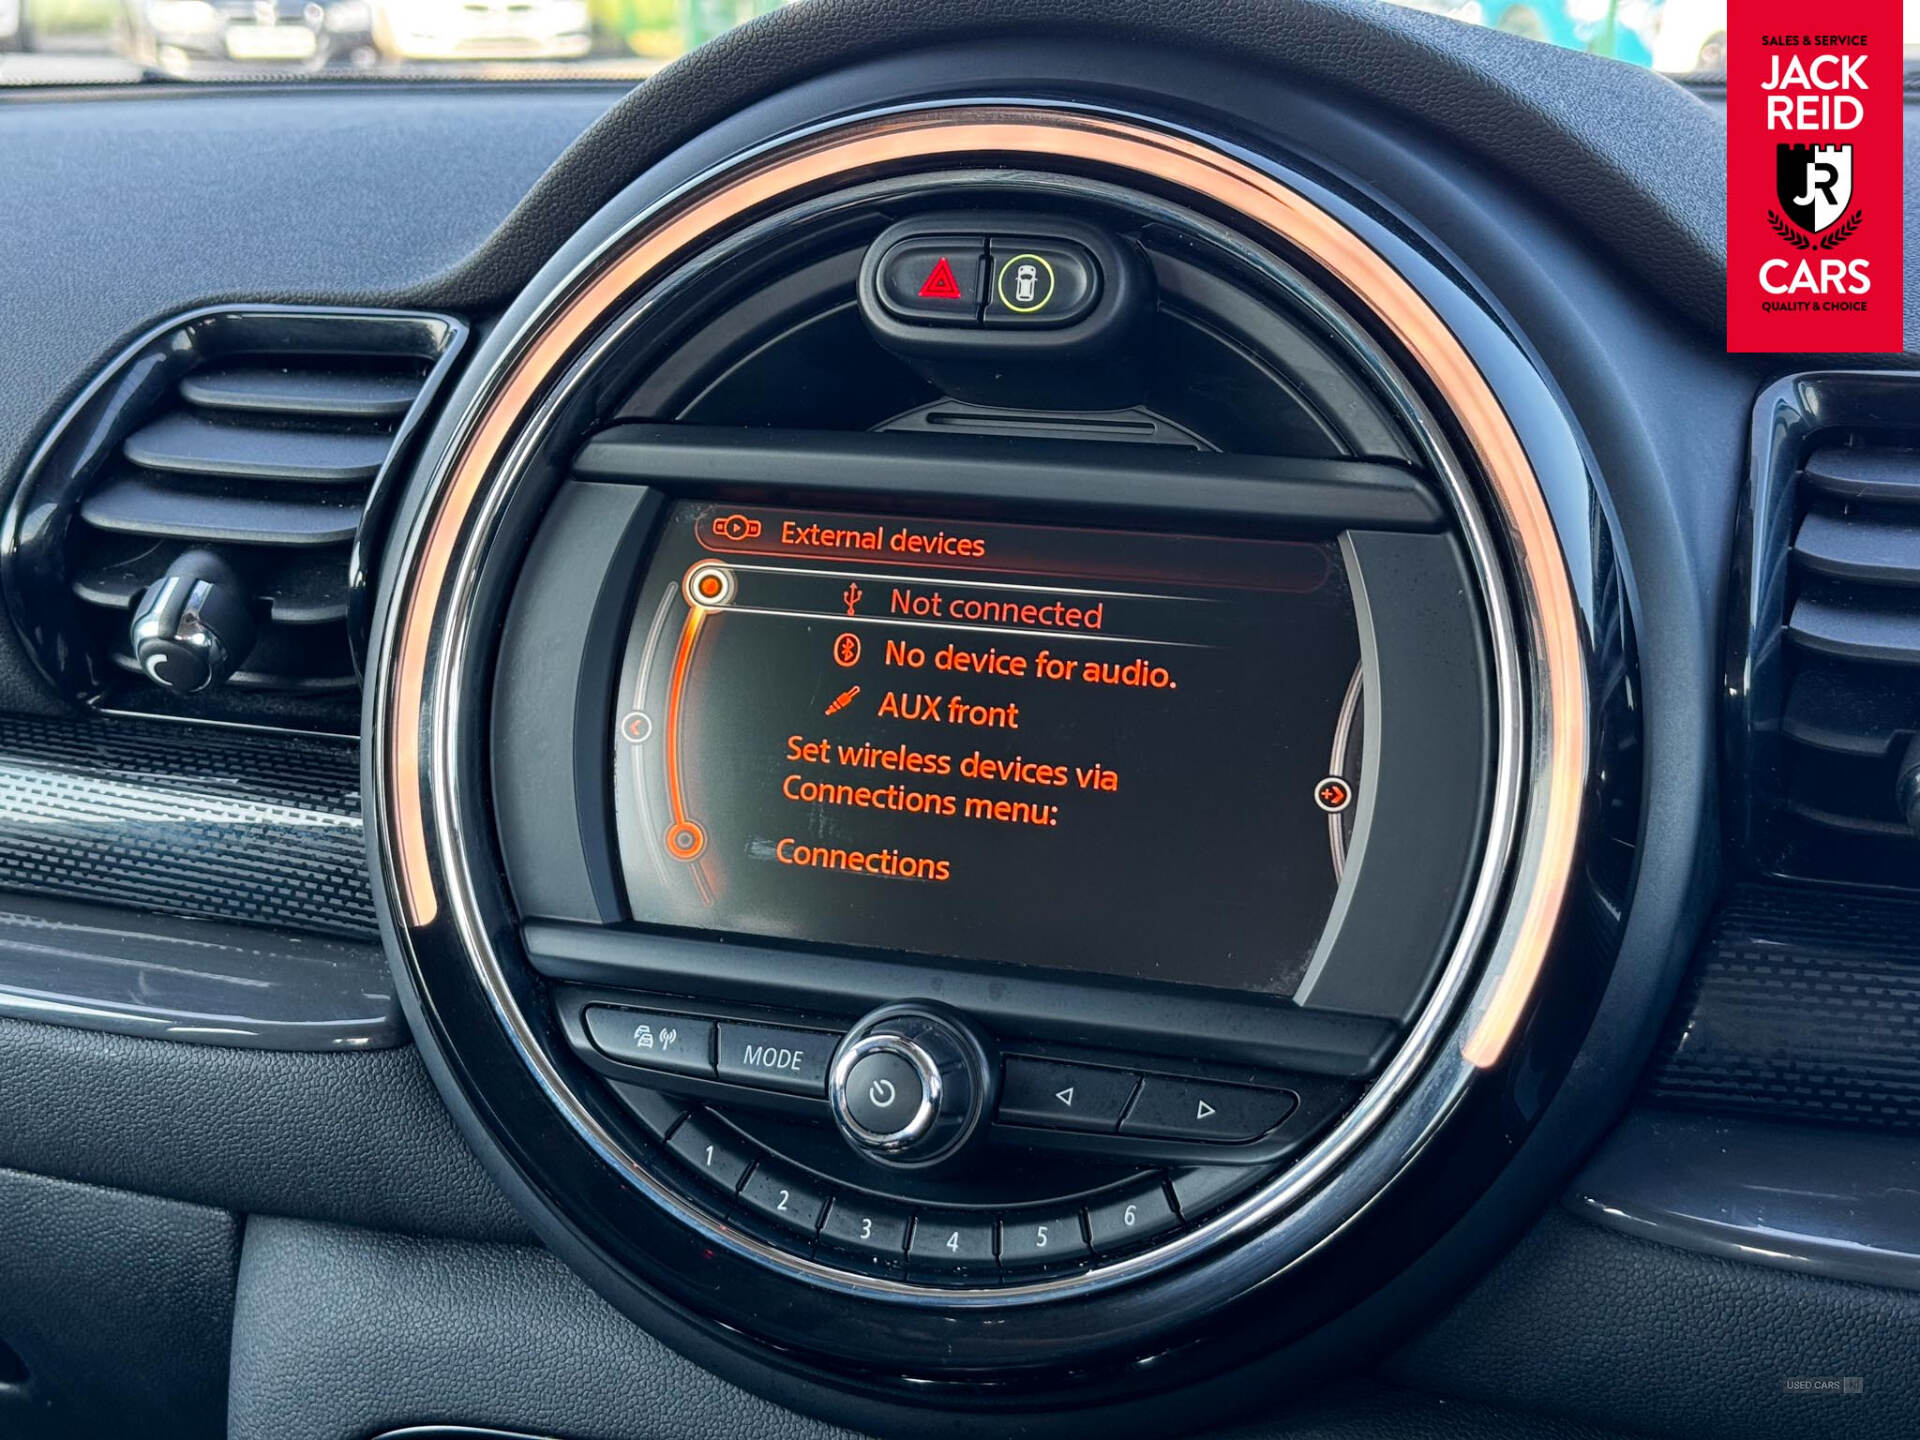 SALES & SERVICE
JACK
REID
JR
CARS
QUALITY & CHOICE
External devices
Not connected
No device for audio.
AUX front
Set wireless devices via
Connections menu:
Connections
MODE
1
2
3
4
5
6
USED CARS NI